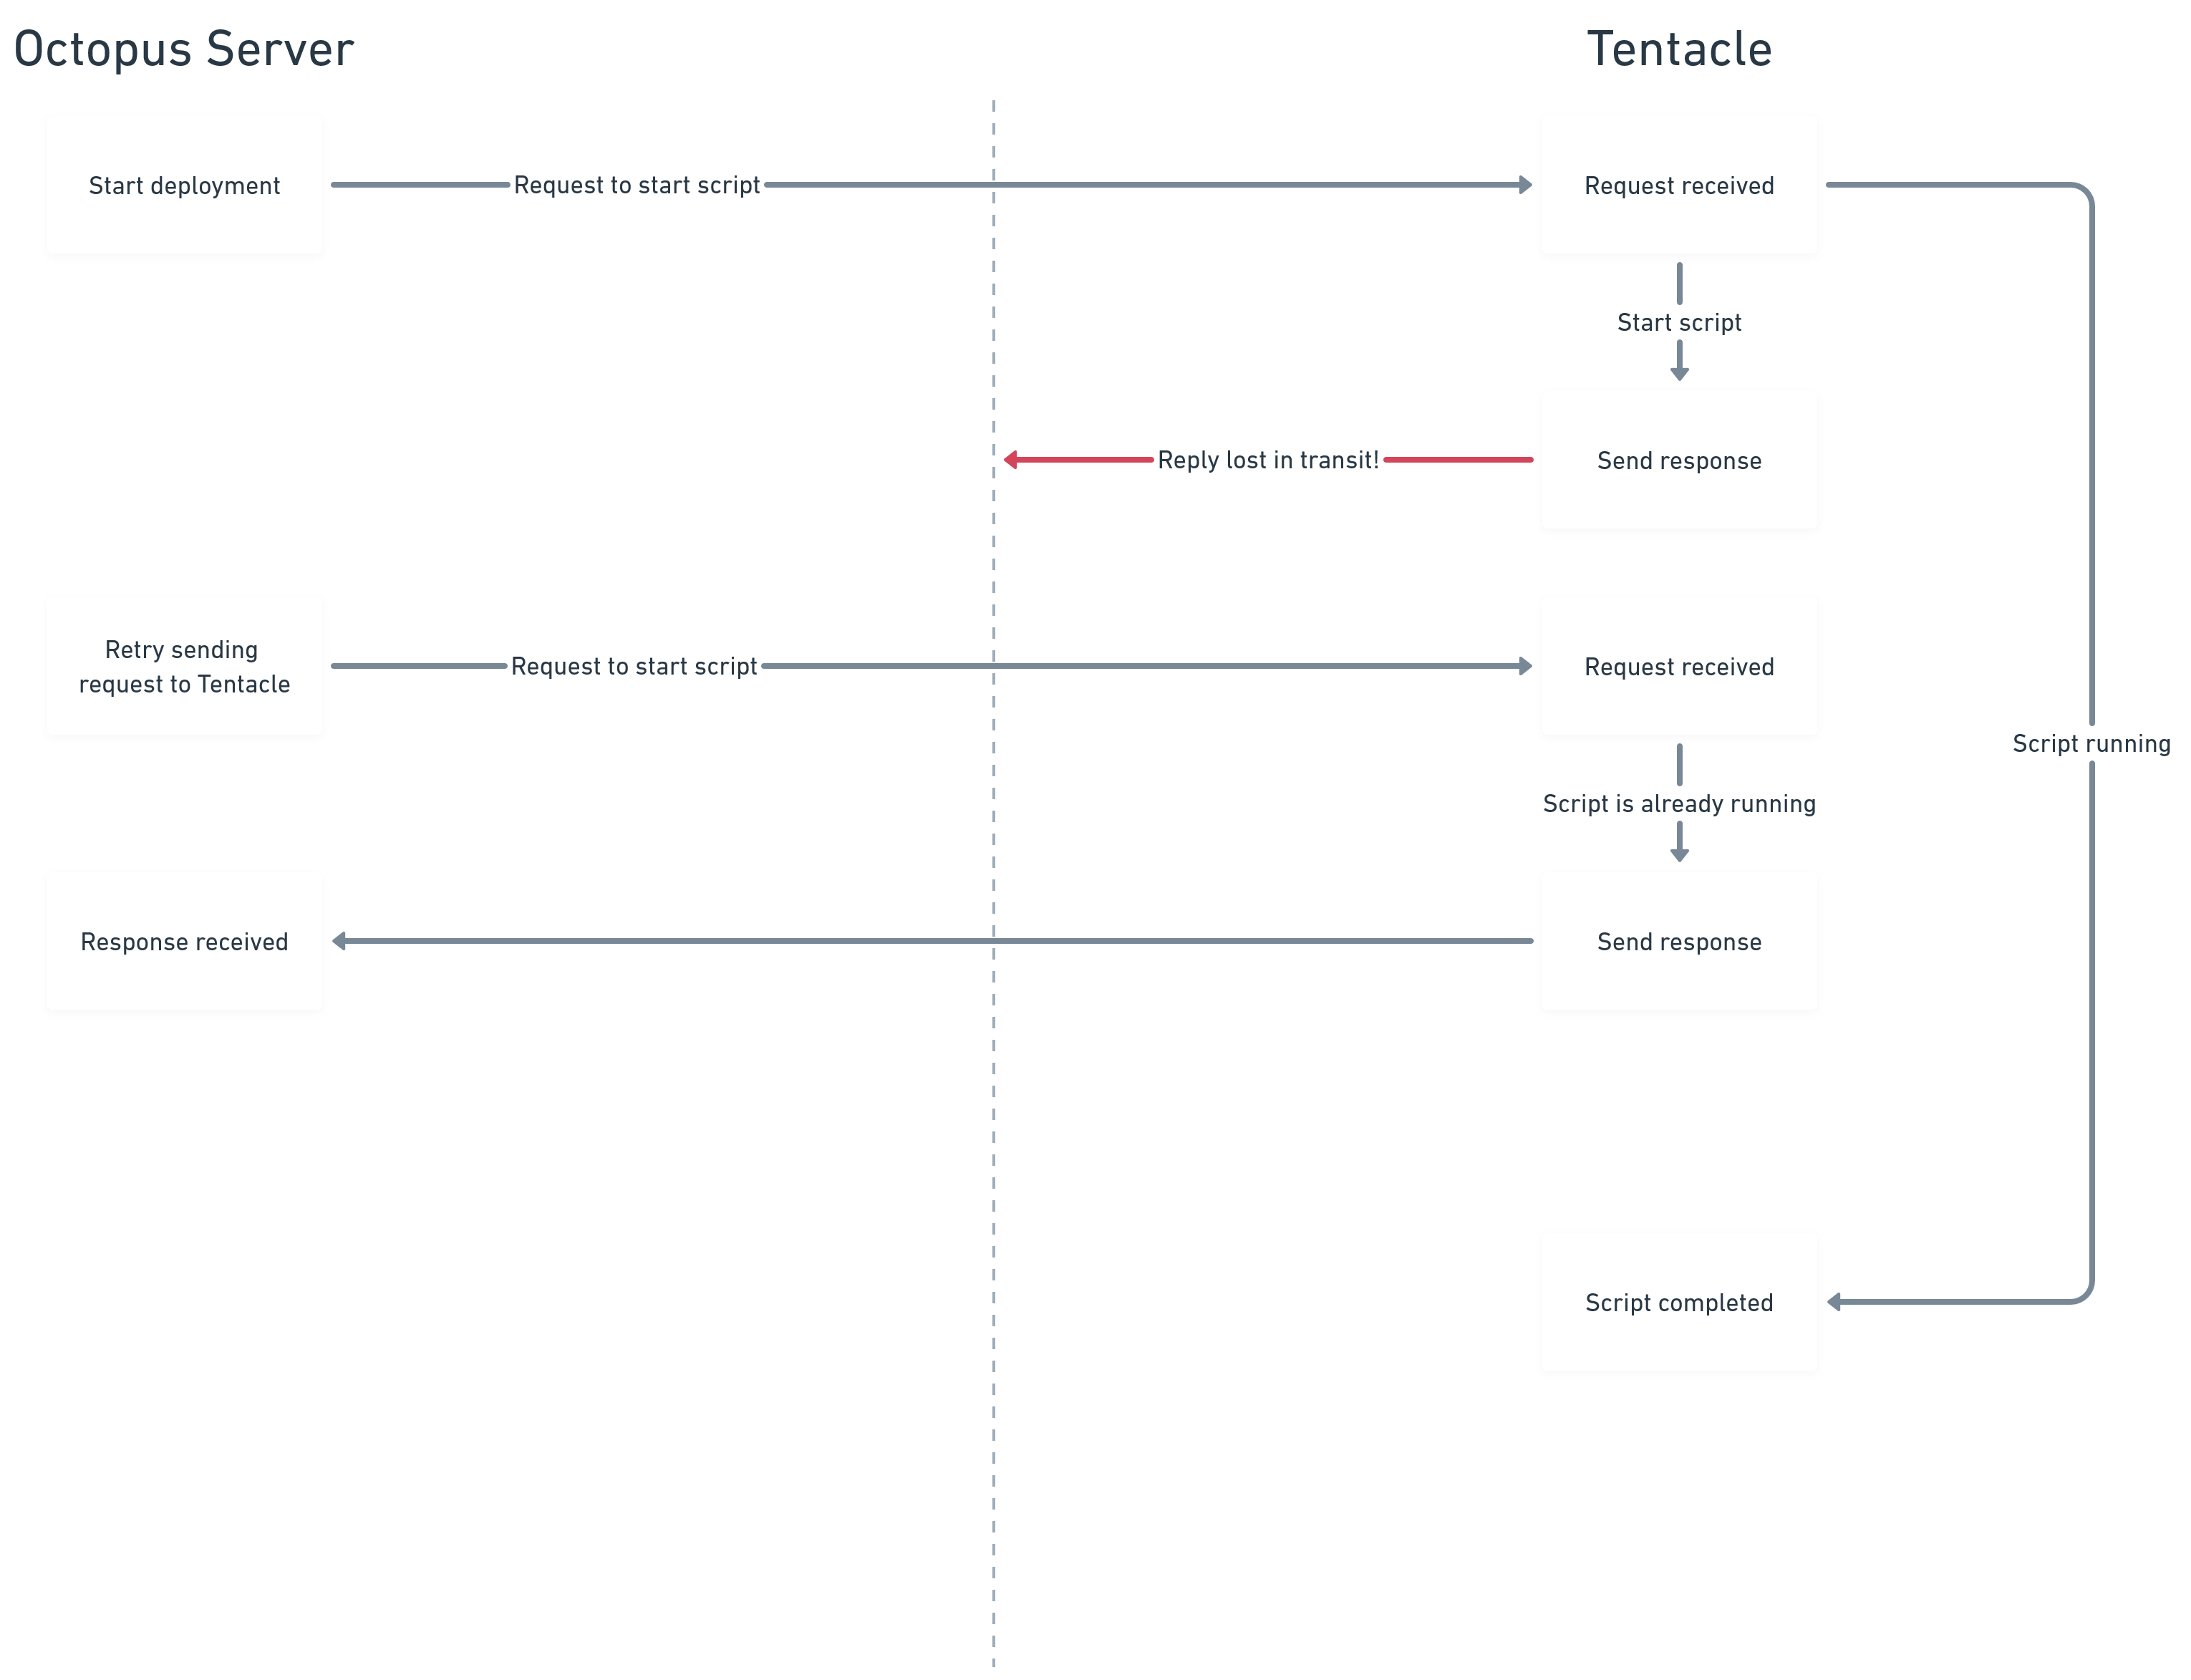 Octopus Server
Tentacle
Start deployment
Request to start script
Request received
Start script
Reply lost in transit!
Send response
Retry sending
request to Tentacle
Request to start script
Request received
Script running
Script is already running
Response received
Send response
Script completed